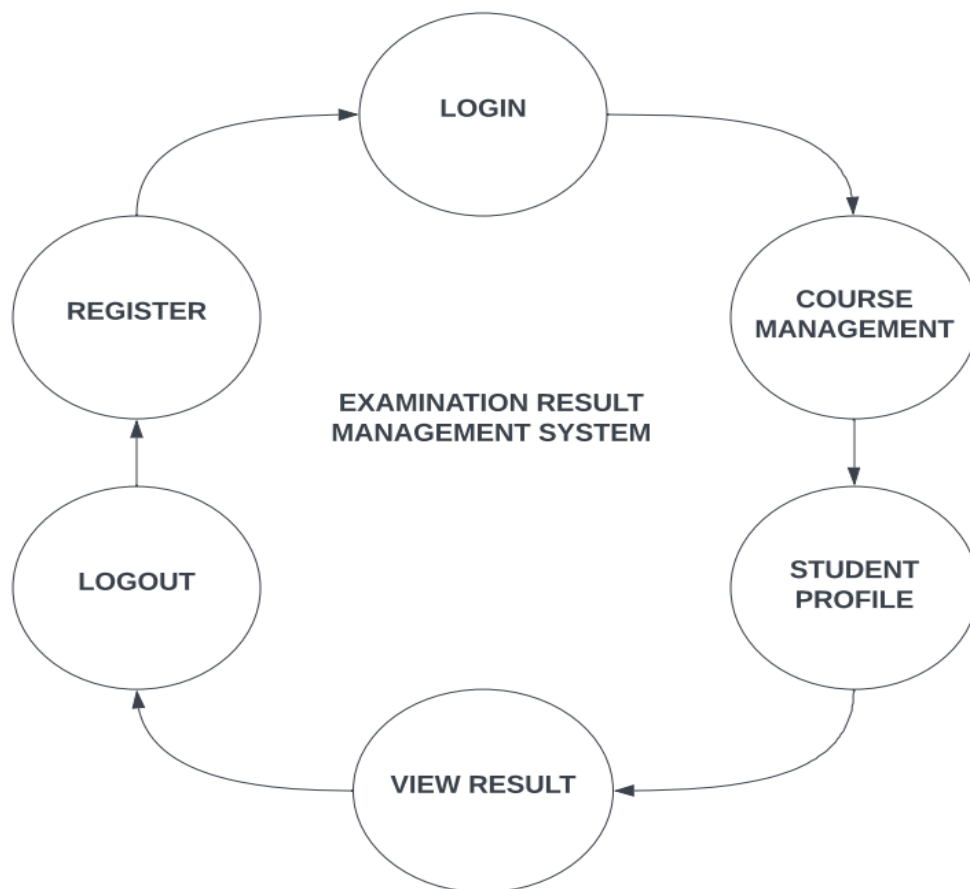 LOGIN
REGISTER
COURSE
MANAGEMENT
EXAMINATION RESULT
MANAGEMENT SYSTEM
LOGOUT
STUDENT
PROFILE
VIEW RESULT